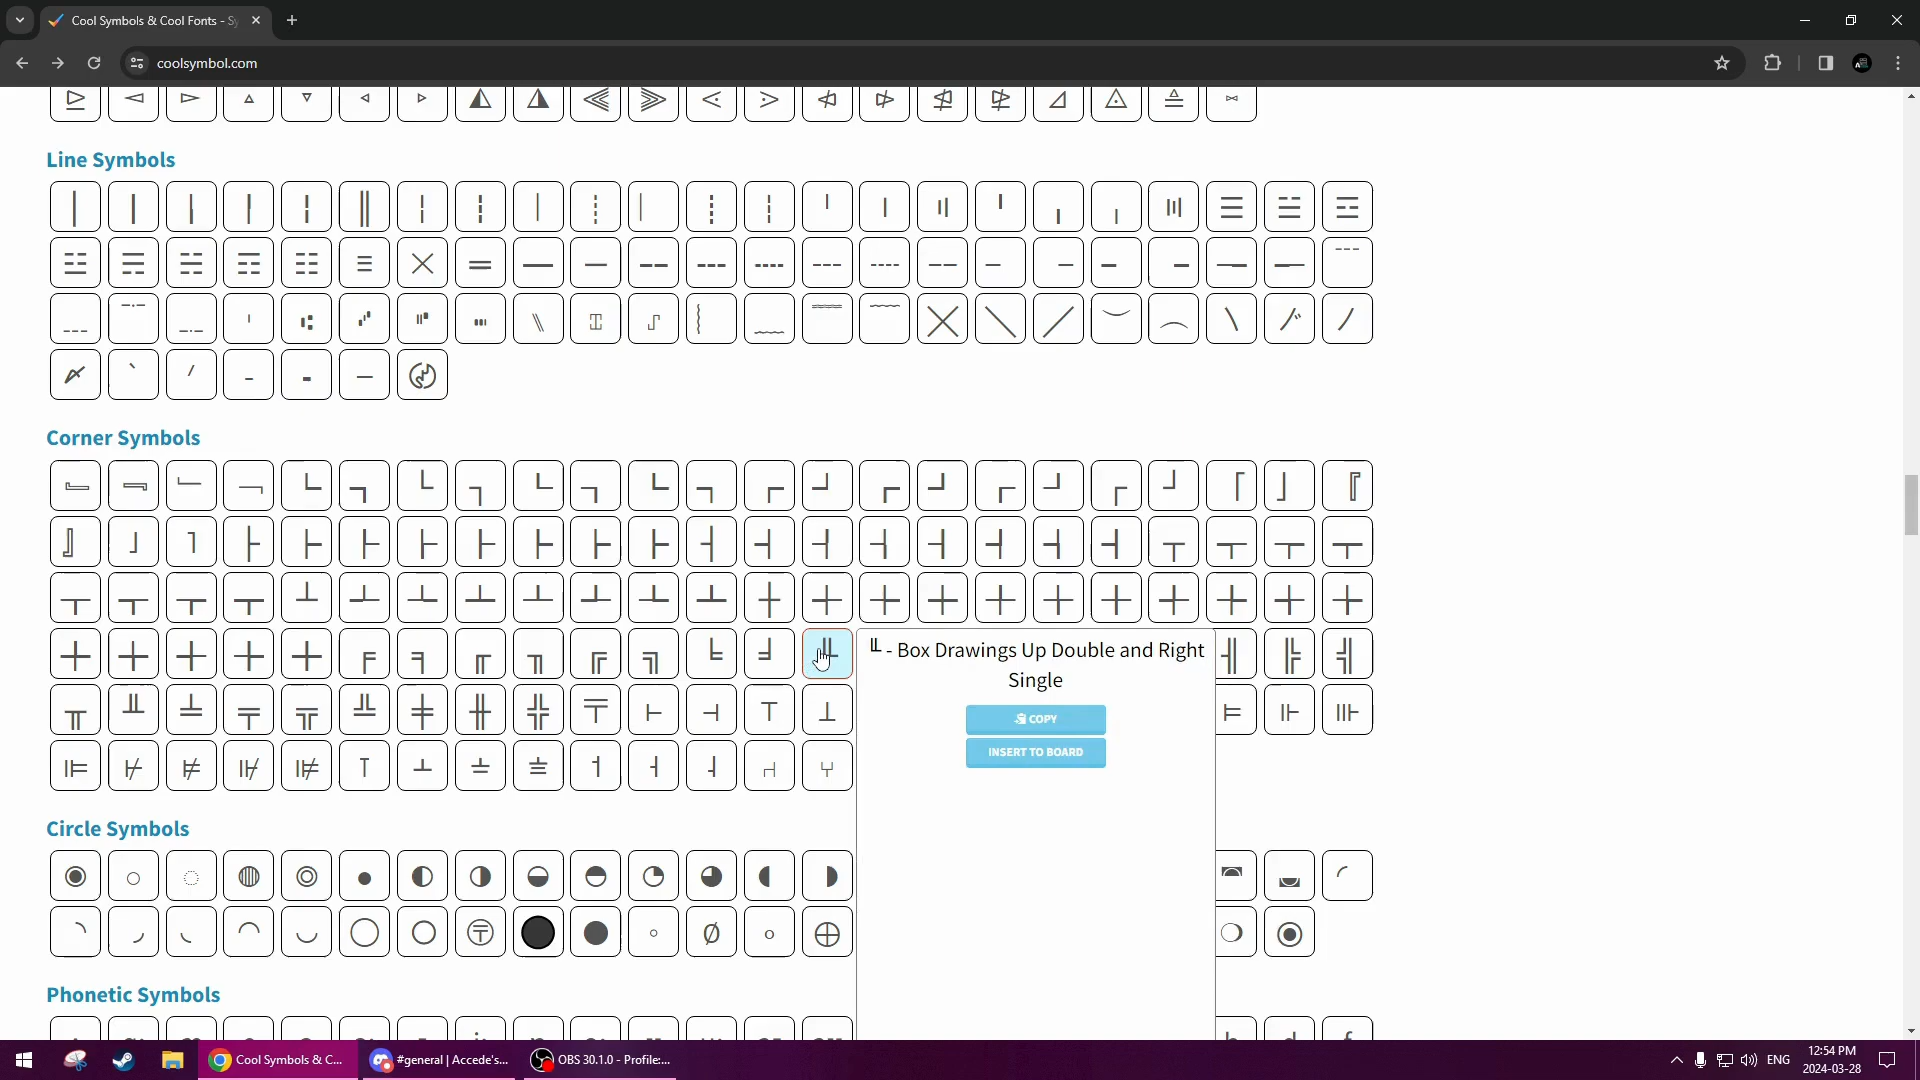 Cool Symbols & Cool Fonts - Sy
coolsymbol.com
Line Symbols
Corner Symbols
╙ - Box Drawings Up Double and Right
Single
COPY
INSERT TO BOARD
Circle Symbols
Phonetic Symbols
Cool Symbols & C...
#general | Accede's...
OBS 30.1.0 - Profile:...
ENG
12:54 PM
2024-03-28